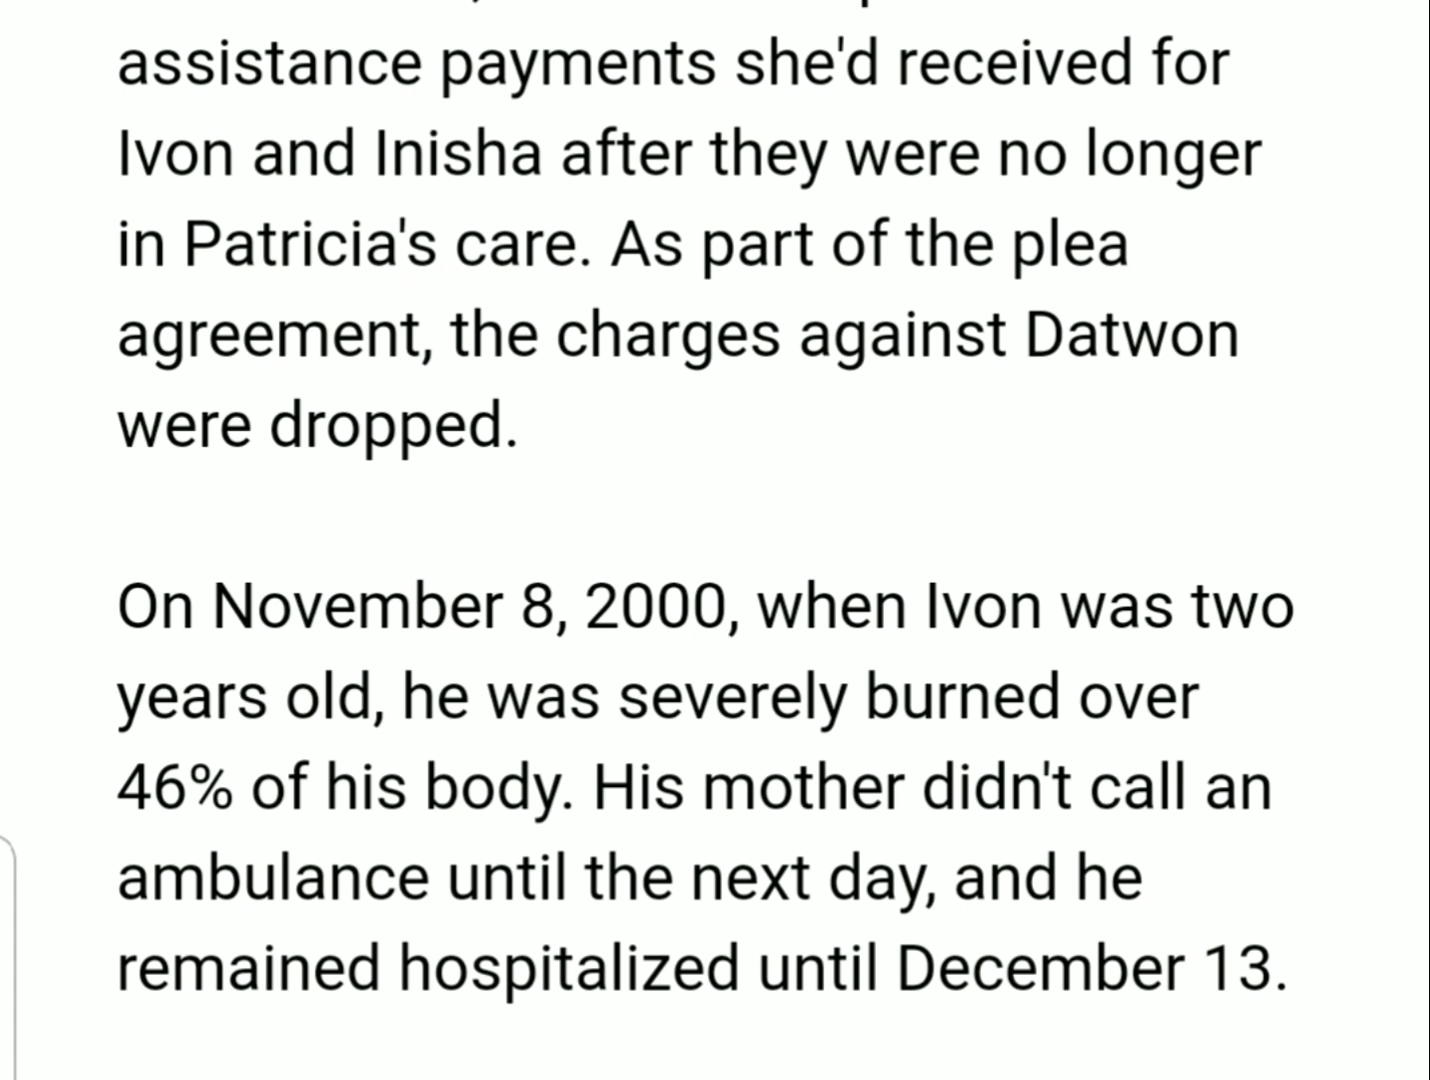 assistance payments she'd received for
Ivon and Inisha after they were no longer
in Patricia's care. As part of the plea
agreement, the charges against Datwon
were dropped.
On November 8, 2000, when Ivon was two
years old, he was severely burned over
46% of his body. His mother didn't call an
ambulance until the next day, and he
remained hospitalized until December 13.